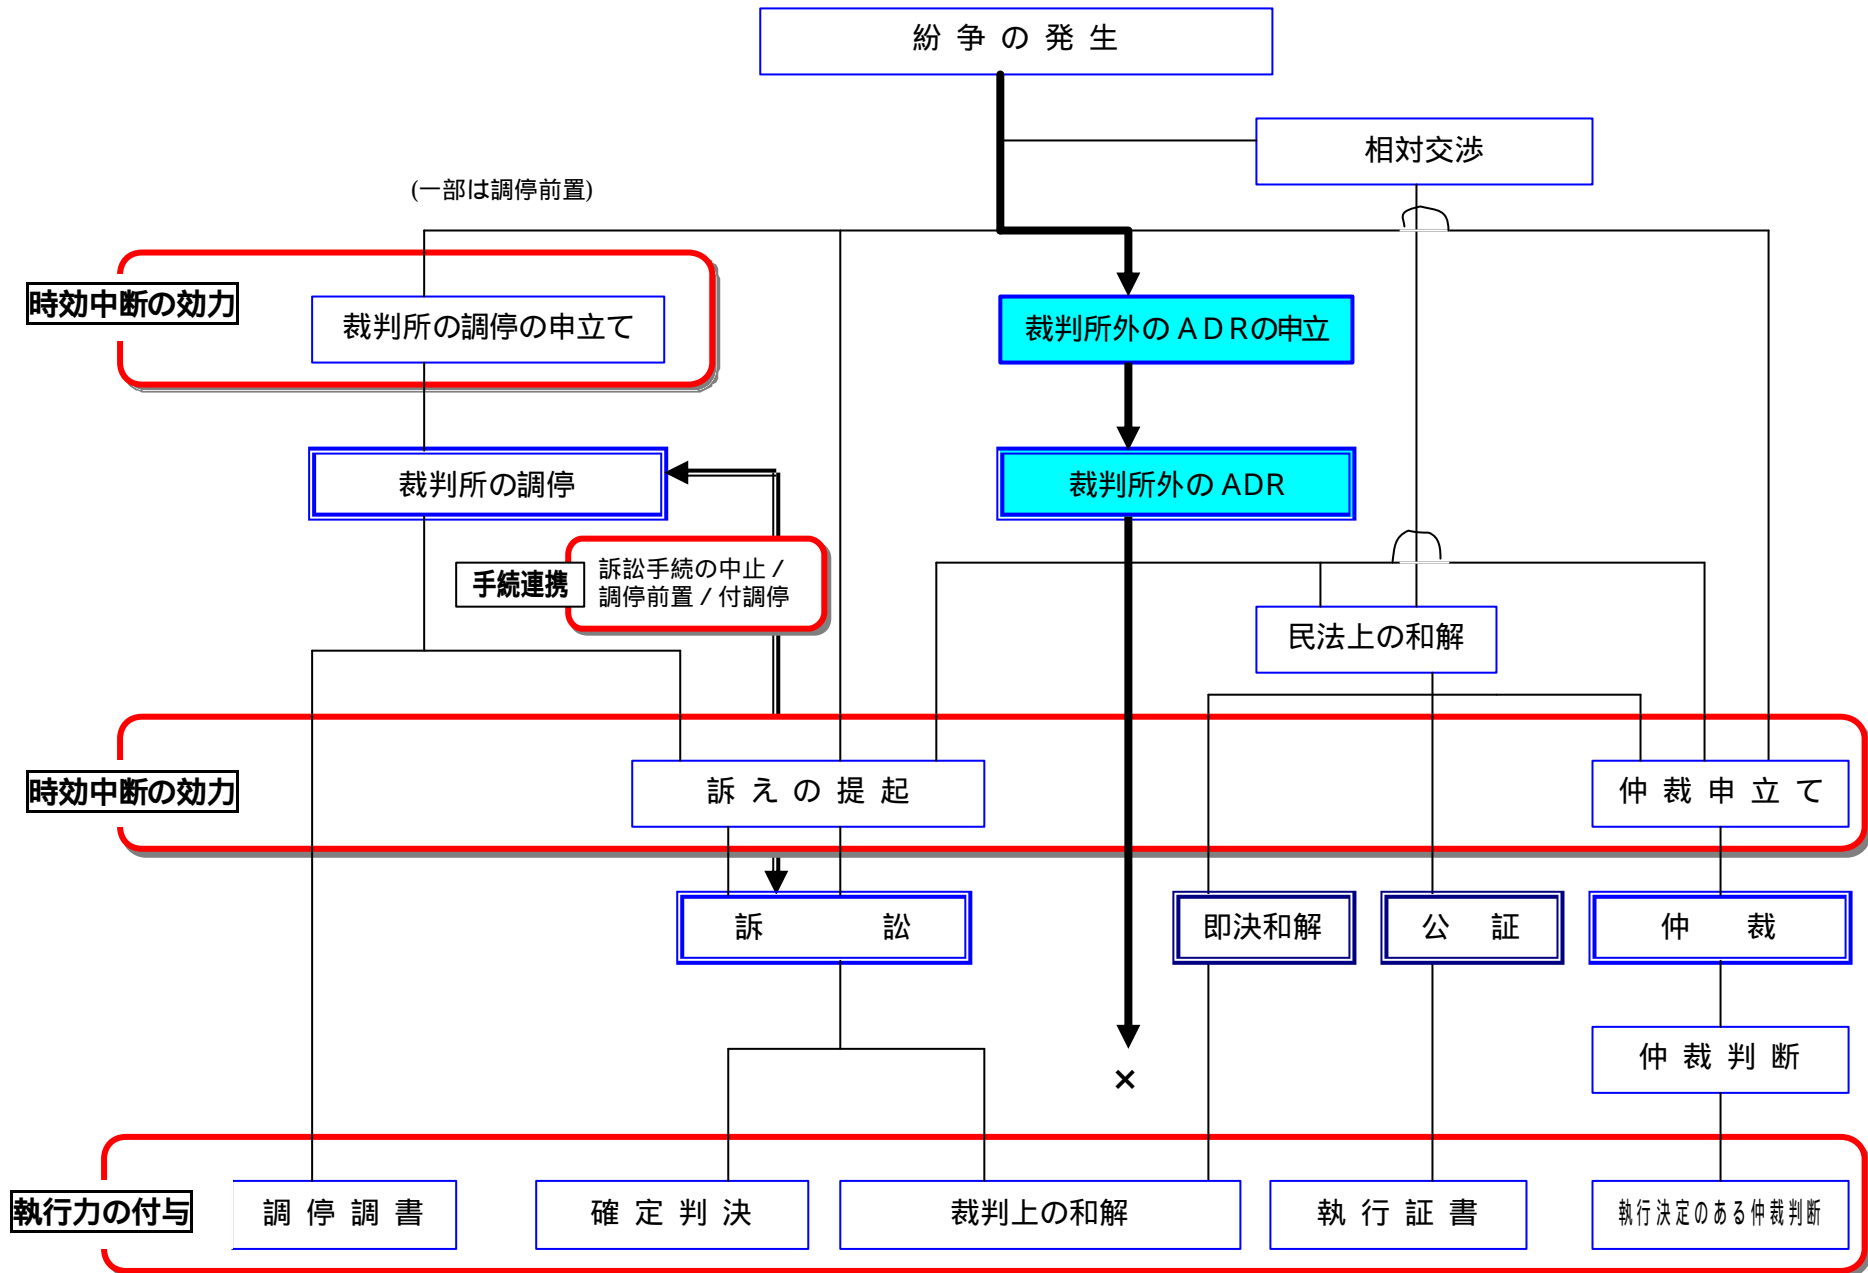 紛 争 の 発 生
相対交渉
(一部は調停前置)
時効中断の効力
裁判所の調停の申立て
裁判所外のADRの申立
裁判所の調停
裁判所外の ADR
手続連携
訴訟手続の中止 /
調停前置 / 付調停
民法上の和解
時効中断の効力
訴 え の 提 起
仲 裁 申 立 て
訴 訟
即決和解
公 証
仲 裁
×
仲 裁 判 断
執行力の付与
調 停 調 書
確 定 判 決
裁判上の和解
執 行 証 書
執行決定のある仲裁判断